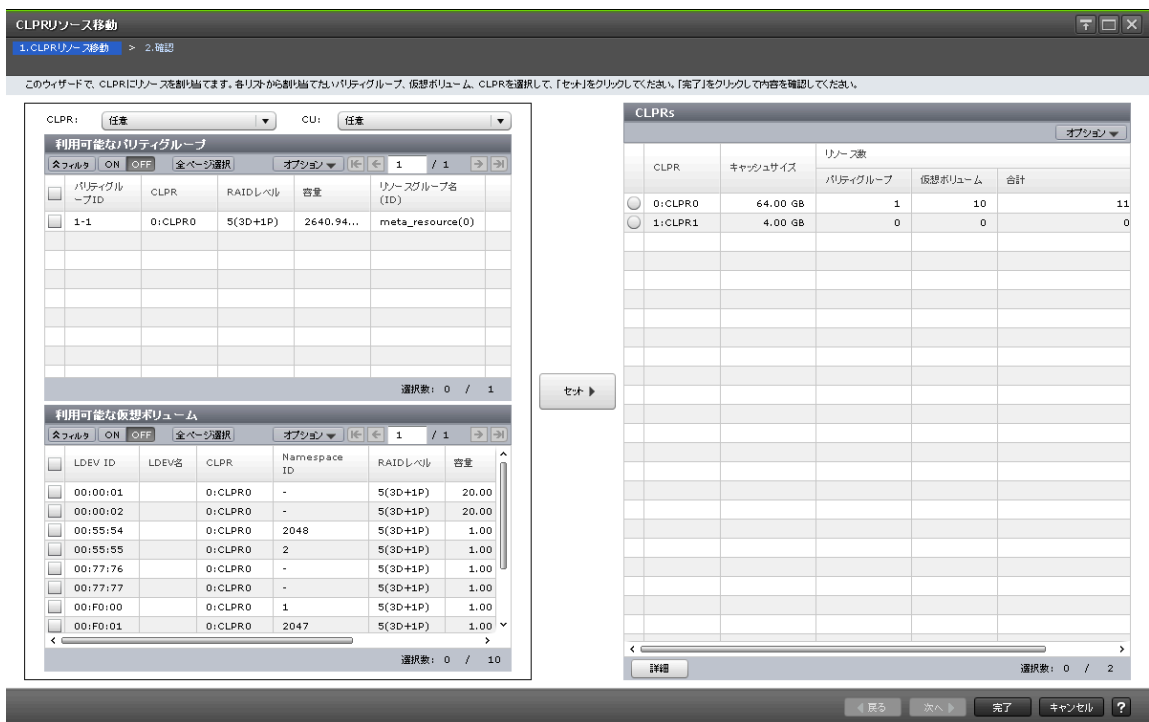 CLPRリソース移動
1.CLPRリソース移動 > 2.確認
このウィザードで、CLPRにリソースを割り当てます。各リストから割り当てたいパリティグループ、仮想ボリューム、CLPRを選択して、「セット」をクリックしてください。「完了」をクリックして内容を確認してください。
CLPR: 任意 CU: 任意
利用可能なパリティグループ
フィルタ ON OFF 全ページ選択 オプション 1 / 1
パリティグループID CLPR RAIDレベル 容量 リソースグループ名(ID)
1-1 0:CLPR0 5(3D+1P) 2640.94... meta_resource(0)
選択数: 0 / 1
利用可能な仮想ボリューム
フィルタ ON OFF 全ページ選択 オプション 1 / 1
LDEV ID LDEV名 CLPR Namespace ID RAIDレベル 容量
00:00:01 0:CLPR0 - 5(3D+1P) 20.00
00:00:02 0:CLPR0 - 5(3D+1P) 20.00
00:55:54 0:CLPR0 2048 5(3D+1P) 1.00
00:55:55 0:CLPR0 2 5(3D+1P) 1.00
00:77:76 0:CLPR0 - 5(3D+1P) 1.00
00:77:77 0:CLPR0 - 5(3D+1P) 1.00
00:F0:00 0:CLPR0 1 5(3D+1P) 1.00
00:F0:01 0:CLPR0 2047 5(3D+1P) 1.00
選択数: 0 / 10
セット
CLPRs
オプション
CLPR キャッシュサイズ リソース数
パリティグループ 仮想ボリューム 合計
0:CLPR0 64.00 GB 1 10 11
1:CLPR1 4.00 GB 0 0 0
詳細 選択数: 0 / 2
戻る 次へ 完了 キャンセル ?